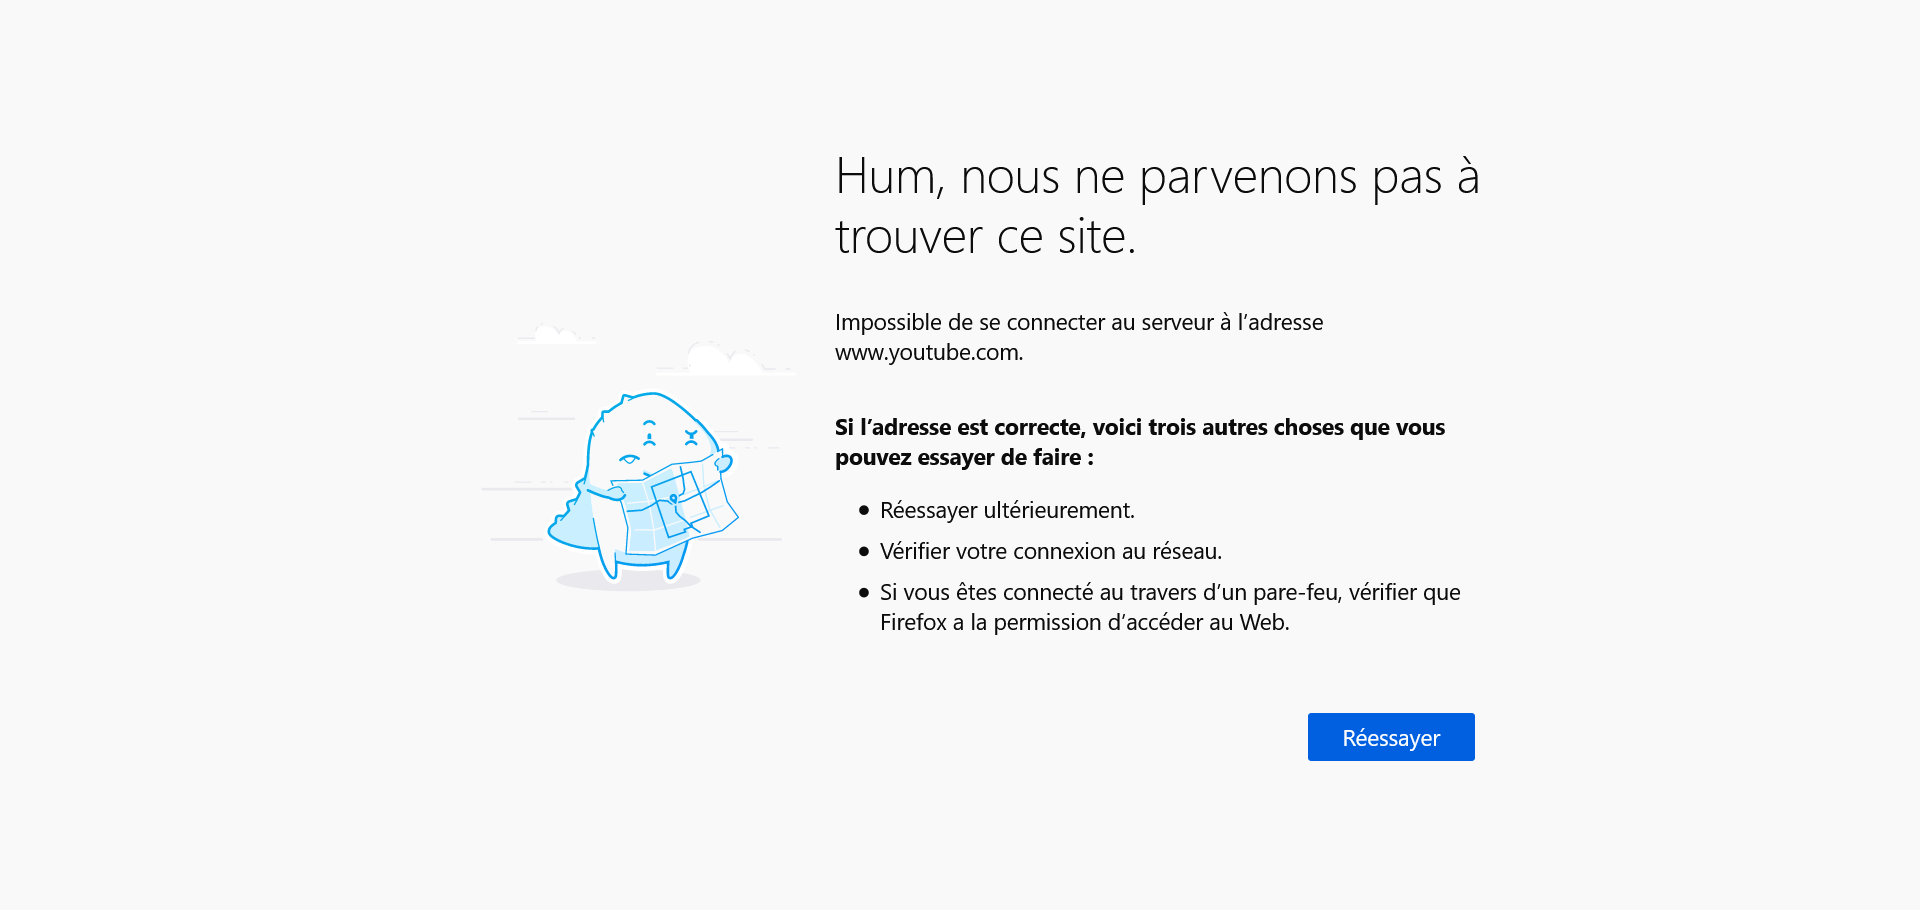 Hum, nous ne parvenons pas à
trouver ce site.
Impossible de se connecter au serveur à l’adresse
www.youtube.com.
Si l’adresse est correcte, voici trois autres choses que vous
pouvez essayer de faire :
• Réessayer ultérieurement.
• Vérifier votre connexion au réseau.
• Si vous êtes connecté au travers d’un pare-feu, vérifier que
Firefox a la permission d’accéder au Web.
Réessayer